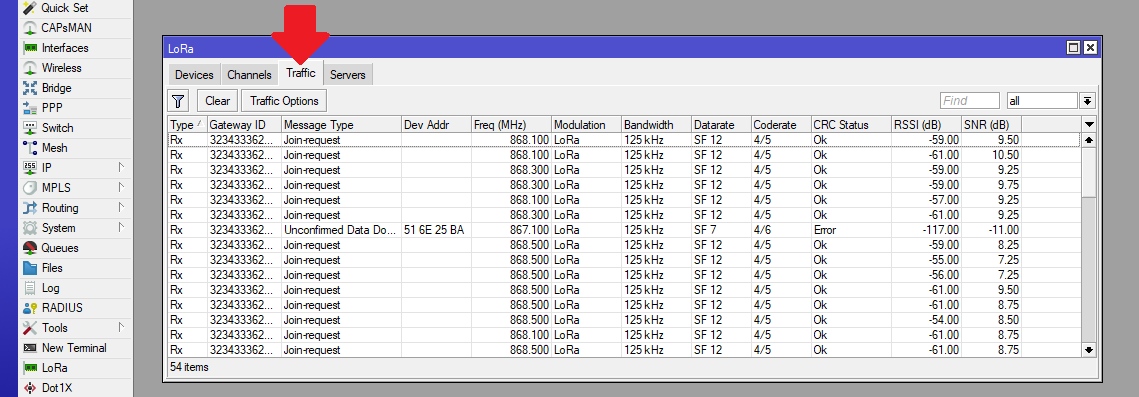 Quick Set
CAPsMAN
Interfaces
Wireless
Bridge
PPP
Switch
Mesh
IP
MPLS
Routing
System
Queues
Files
Log
RADIUS
Tools
New Terminal
LoRa
Dot1X
LoRa
Devices Channels Traffic Servers
Clear Traffic Options Find all
Type Gateway ID Message Type Dev Addr Freq (MHz) Modulation Bandwidth Datarate Coderate CRC Status RSSI (dB) SNR (dB)
Rx 323433362... Join-request 868.100 LoRa 125 kHz SF 12 4/5 Ok -59.00 9.50
Rx 323433362... Join-request 868.100 LoRa 125 kHz SF 12 4/5 Ok -61.00 10.50
Rx 323433362... Join-request 868.300 LoRa 125 kHz SF 12 4/5 Ok -59.00 9.25
Rx 323433362... Join-request 868.300 LoRa 125 kHz SF 12 4/5 Ok -59.00 9.75
Rx 323433362... Join-request 868.100 LoRa 125 kHz SF 12 4/5 Ok -57.00 9.25
Rx 323433362... Join-request 868.300 LoRa 125 kHz SF 12 4/5 Ok -61.00 9.25
Rx 323433362... Unconfimed Data Do... 51 6E 25 BA 867.100 LoRa 125 kHz SF 7 4/6 Error -117.00 -11.00
Rx 323433362... Join-request 868.500 LoRa 125 kHz SF 12 4/5 Ok -59.00 8.25
Rx 323433362... Join-request 868.500 LoRa 125 kHz SF 12 4/5 Ok -55.00 7.25
Rx 323433362... Join-request 868.500 LoRa 125 kHz SF 12 4/5 Ok -56.00 7.25
Rx 323433362... Join-request 868.500 LoRa 125 kHz SF 12 4/5 Ok -61.00 9.50
Rx 323433362... Join-request 868.500 LoRa 125 kHz SF 12 4/5 Ok -61.00 8.75
Rx 323433362... Join-request 868.500 LoRa 125 kHz SF 12 4/5 Ok -54.00 8.50
Rx 323433362... Join-request 868.100 LoRa 125 kHz SF 12 4/5 Ok -61.00 8.75
Rx 323433362... Join-request 868.500 LoRa 125 kHz SF 12 4/5 Ok -61.00 8.75
54 items